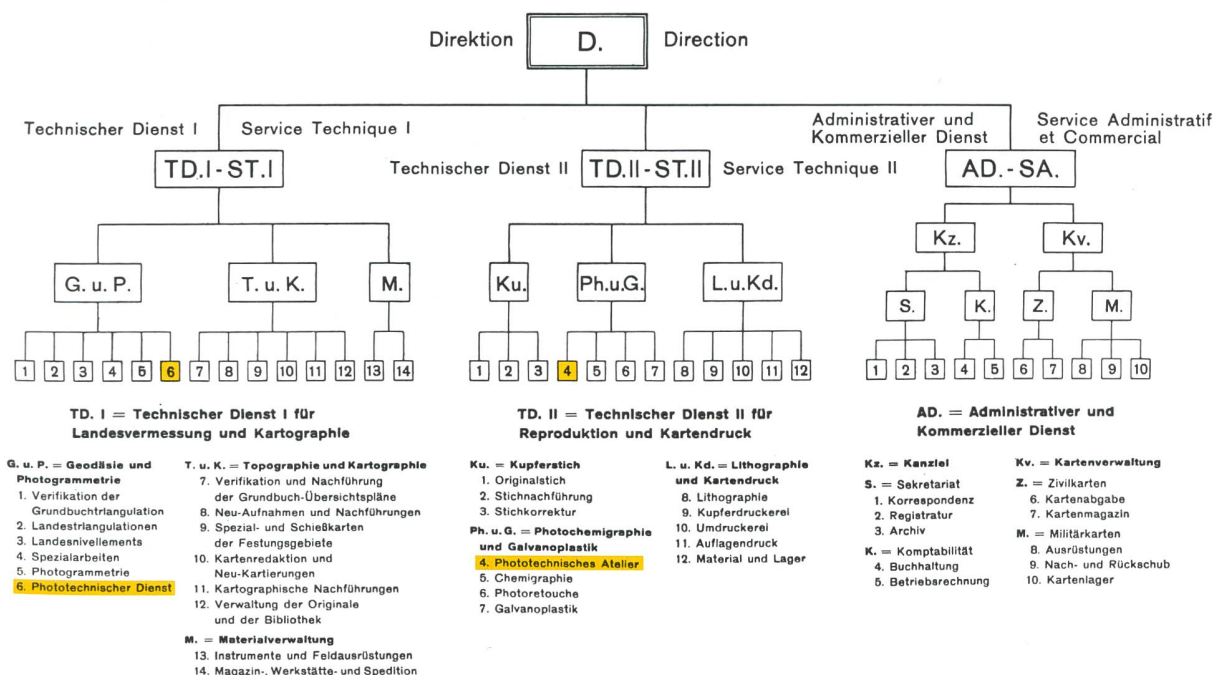 Direktion D. Direction
Technischer Dienst I Service Technique I
TD.I-ST.I
Technischer Dienst II TD.II-ST.II Service Technique II
Administrativer und
Kommerzieller Dienst
Service Administratif
et Commercial
AD.-SA.
Kz. Kv.
G. u. P. T. u. K. M. Ku. Ph.u.G. L.u.Kd.
S. K. Z. M.
1 2 3 4 5 6 7 8 9 10 11 12 13 14
1 2 3 4 5 6 7 8 9 10 11 12
1 2 3 4 5 6 7 8 9 10
TD. I = Technischer Dienst I für
Landesvermessung und Kartographie
G. u. P. = Geodäsie und
Photogrammetrie
1. Verifikation der
Grundbuchtriangulation
2. Landestriangulationen
3. Landesnivellements
4. Spezialarbeiten
5. Photogrammetrie
6. Phototechnischer Dienst
T. u. K. = Topographie und Kartographie
7. Verifikation und Nachführung
der Grundbuch-Übersichtspläne
8. Neu-Aufnahmen und Nachführungen
9. Spezial- und Schießkarten
der Festungsgebiete
10. Kartenredaktion und
Neu-Kartierungen
11. Kartographische Nachführungen
12. Verwaltung der Originale
und der Bibliothek
M. = Materialverwaltung
13. Instrumente und Feldausrüstungen
14. Magazin-, Werkstätte- und Spedition
TD. II = Technischer Dienst II für
Reproduktion und Kartendruck
Ku. = Kupferstich
1. Originalstich
2. Stichnachführung
3. Stichkorrektur
Ph. u. G. = Photochemigraphie
und Galvanoplastik
4. Phototechnisches Atelier
5. Chemigraphie
6. Photoretouche
7. Galvanoplastik
L. u. Kd. = Lithographie
und Kartendruck
8. Lithographie
9. Kupferdruckerei
10. Umdruckerei
11. Auflagendruck
12. Material und Lager
AD. = Administrativer und
Kommerzieller Dienst
Kz. = Kanzlei
S. = Sekretariat
1. Korrespondenz
2. Registratur
3. Archiv
K. = Komptabilität
4. Buchhaltung
5. Betriebsrechnung
Kv. = Kartenverwaltung
Z. = Zivilkarten
6. Kartenabgabe
7. Kartenmagazin
M. = Militärkarten
8. Ausrüstungen
9. Nach- und Rückschub
10. Kartenlager